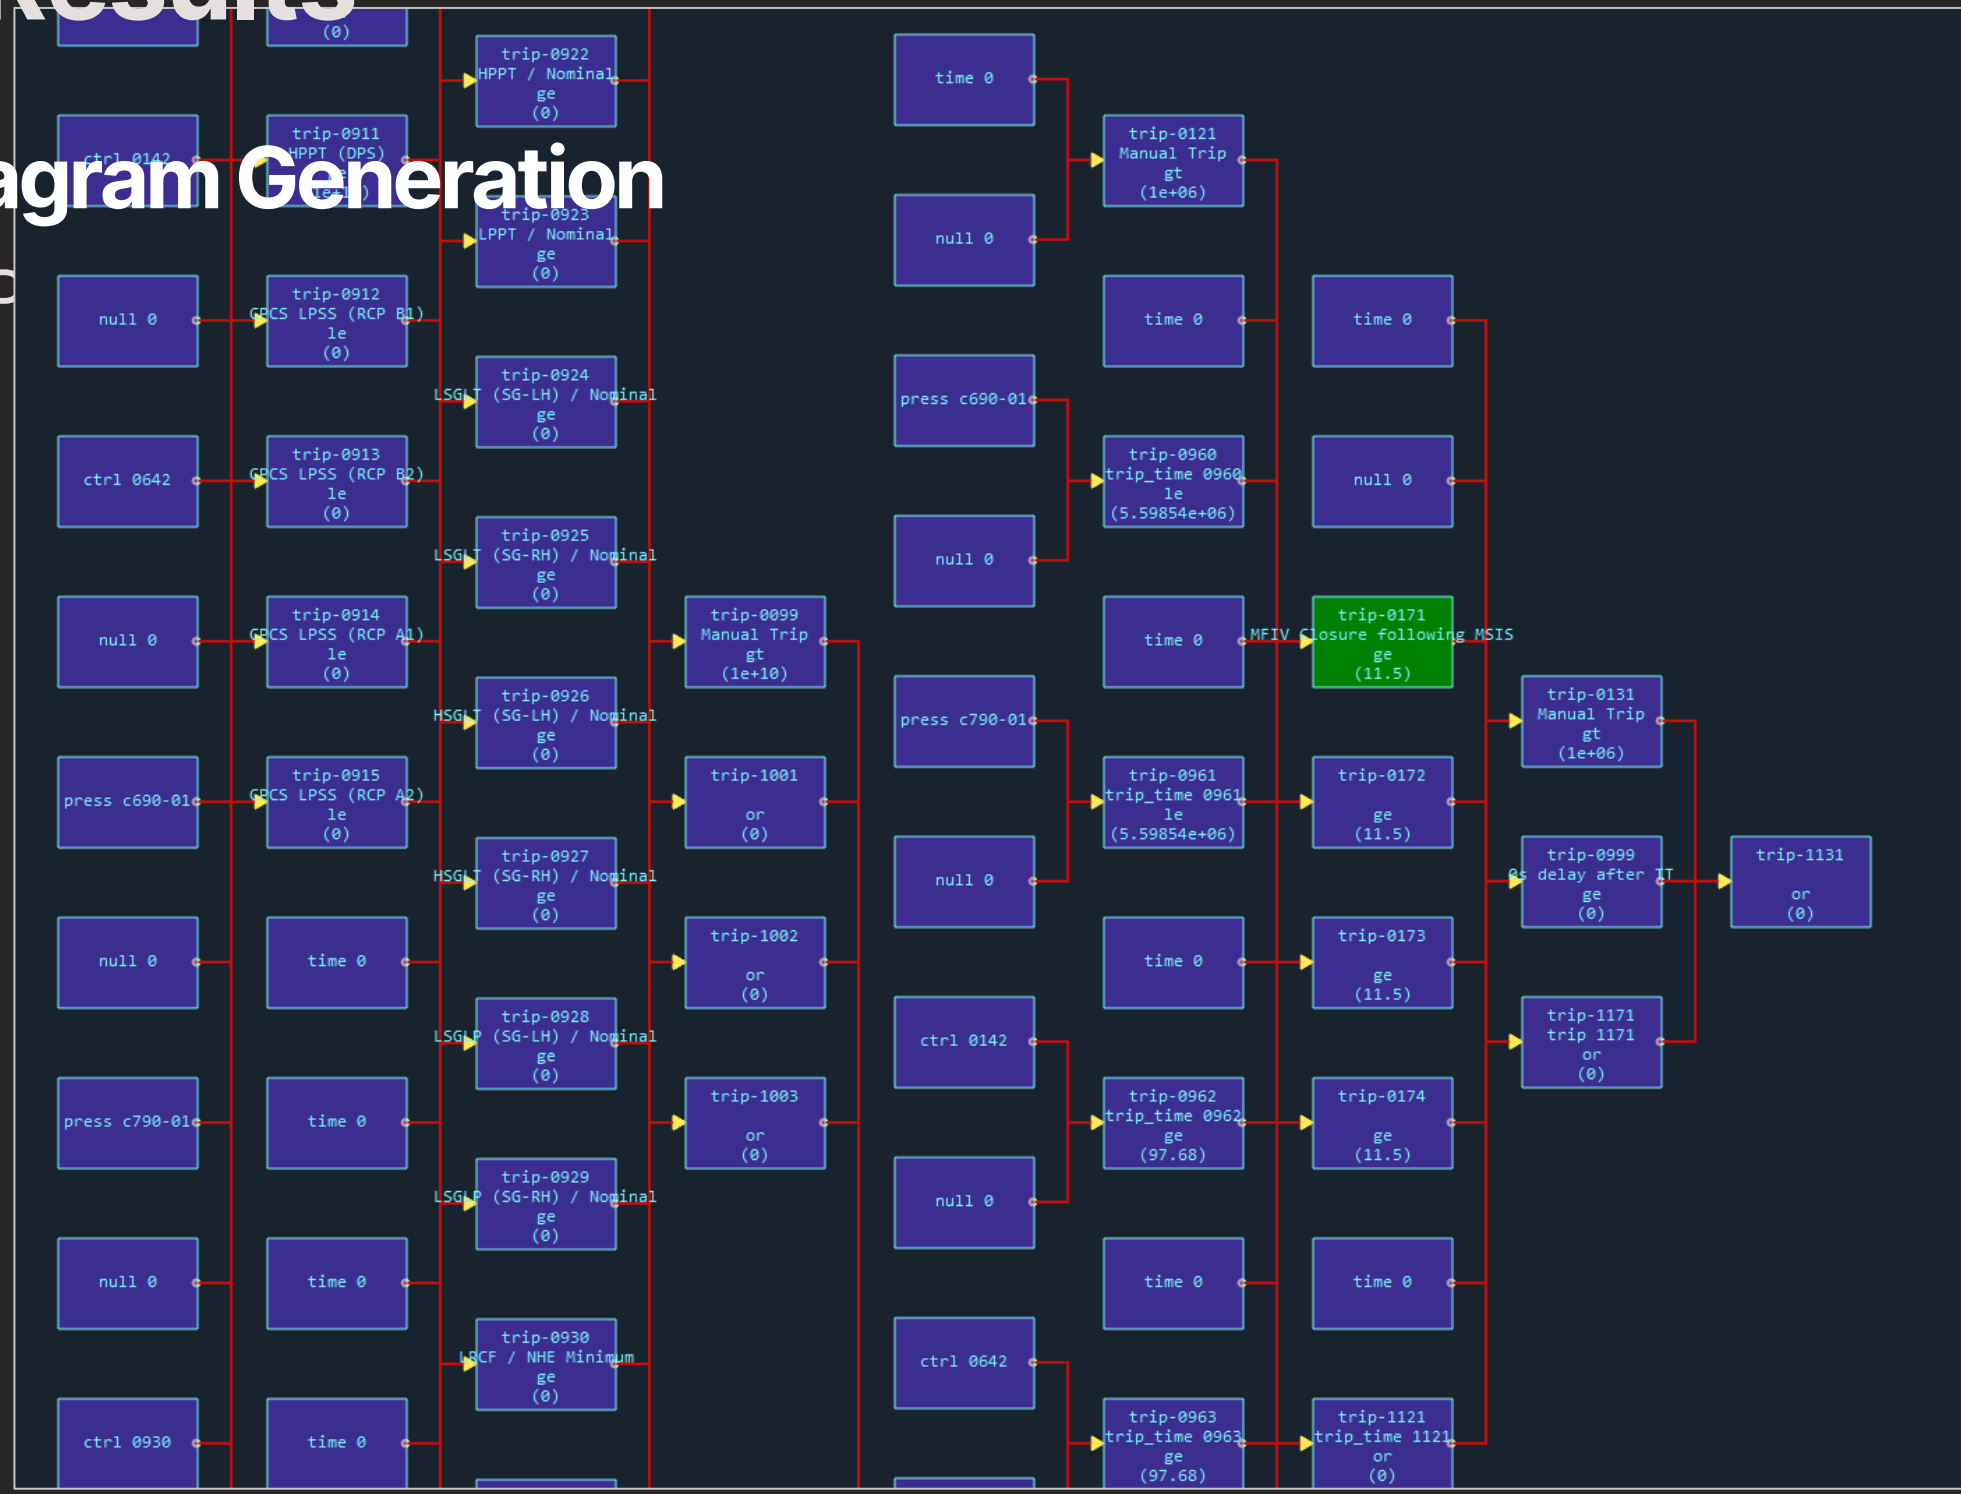 Results
agram Generation
ctrl 0142
null 0
ctrl 0642
null 0
press c690-01
null 0
press c790-01
null 0
ctrl 0930
(0)
trip-0911
HPPT (DPS)
trip-0912
CPCS LPSS (RCP B1)
le
(0)
trip-0913
CPCS LPSS (RCP B2)
le
(0)
trip-0914
CPCS LPSS (RCP A1)
le
(0)
trip-0915
CPCS LPSS (RCP A2)
le
(0)
time 0
time 0
time 0
time 0
trip-0922
HPPT / Nominal
ge
(0)
trip-0923
LPPT / Nominal
ge
(0)
trip-0924
LSGLT (SG-LH) / Nominal
ge
(0)
trip-0925
LSGLT (SG-RH) / Nominal
ge
(0)
trip-0926
HSGLT (SG-LH) / Nominal
ge
(0)
trip-0927
HSGLT (SG-RH) / Nominal
ge
(0)
trip-0928
LSGLP (SG-LH) / Nominal
ge
(0)
trip-0929
LSGLP (SG-RH) / Nominal
ge
(0)
trip-0930
LRCF / NHE Minimum
ge
(0)
trip-0099
Manual Trip
gt
(1e+10)
trip-1001
or
(0)
trip-1002
or
(0)
trip-1003
or
(0)
time 0
null 0
press c690-01
null 0
press c790-01
null 0
ctrl 0142
null 0
ctrl 0642
trip-0121
Manual Trip
gt
(1e+06)
time 0
trip-0960
trip_time 0960
le
(5.59854e+06)
time 0
trip-0961
trip_time 0961
le
(5.59854e+06)
time 0
trip-0962
trip_time 0962
ge
(97.68)
time 0
trip-0963
trip_time 0963
ge
(97.68)
time 0
null 0
trip-0171
MFIV Closure following MSIS
ge
(11.5)
trip-0172
ge
(11.5)
trip-0173
ge
(11.5)
trip-0174
ge
(11.5)
time 0
trip-1121
trip_time 1121
or
(0)
trip-0131
Manual Trip
gt
(1e+06)
trip-0999
0s delay after TT
ge
(0)
trip-1171
trip 1171
or
(0)
trip-1131
or
(0)